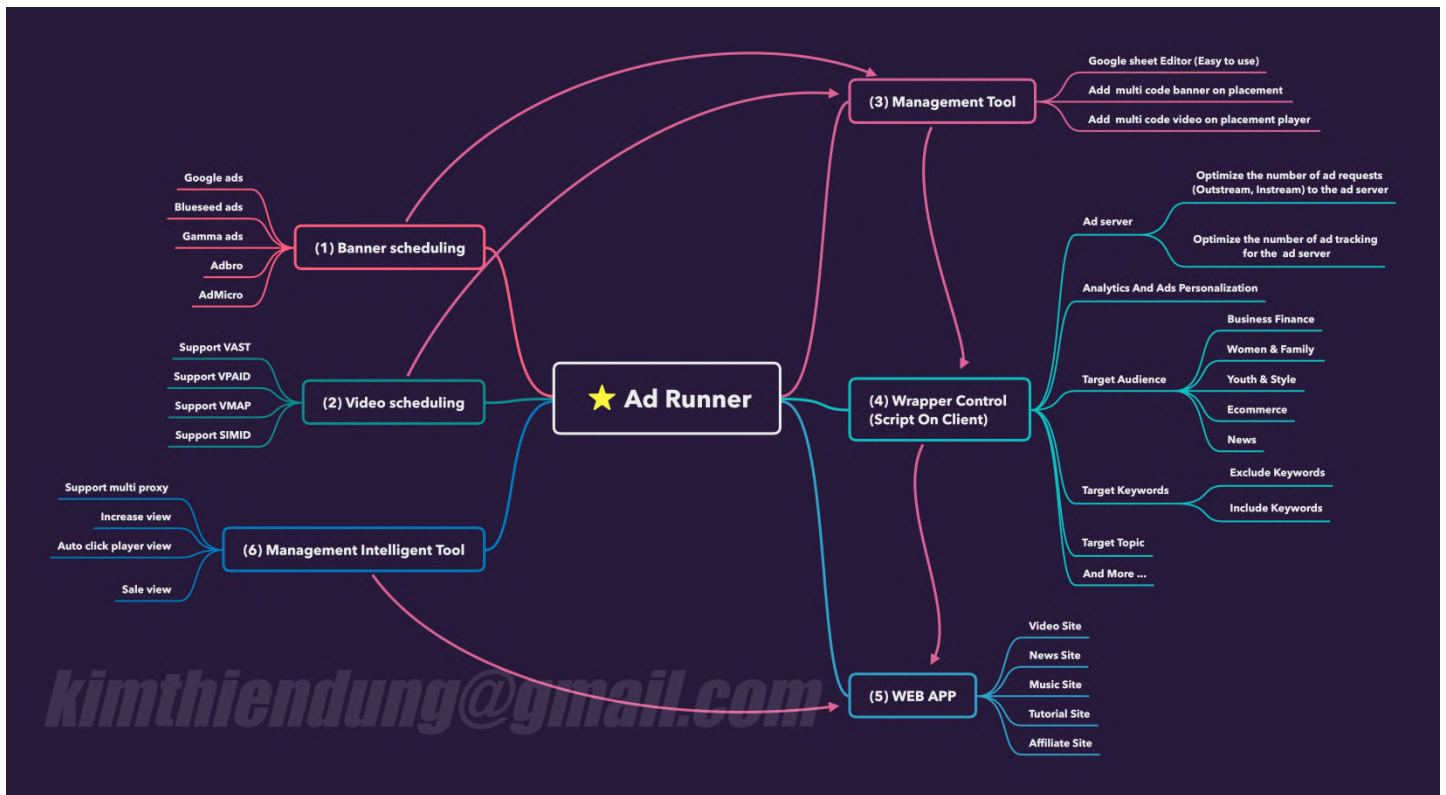 Google sheet Editor (Easy to use)
(3) Management Tool
Add multi code banner on placement
Add multi code video on placement player
Google ads
Blueseed ads
Gamma ads
Adbro
AdMicro
(1) Banner scheduling
Optimize the number of ad requests
(Outstream, Instream) to the ad server
Ad server
Optimize the number of ad tracking
for the ad server
Analytics And Ads Personalization
Support VAST
Support VPAID
Support VMAP
Support SIMID
(2) Video scheduling
⭐ Ad Runner
(4) Wrapper Control
(Script On Client)
Target Audience
Business Finance
Women & Family
Youth & Style
Ecommerce
News
Target Keywords
Exclude Keywords
Include Keywords
Target Topic
And More ...
Support multi proxy
Increase view
Auto click player view
Sale view
(6) Management Intelligent Tool
(5) WEB APP
Video Site
News Site
Music Site
Tutorial Site
Affiliate Site
kimthiendung@gmail.com